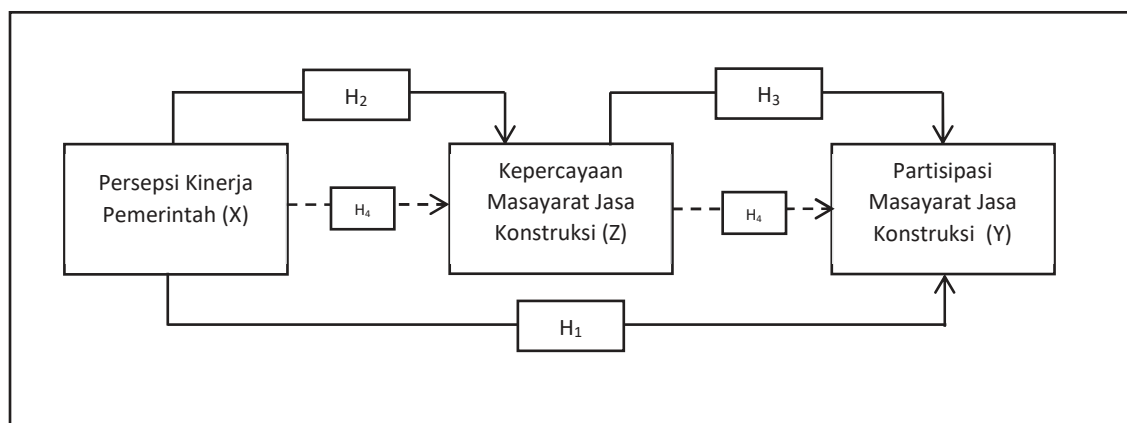 H₂
H₃
Persepsi Kinerja
Pemerintah (X)
H₄
Kepercayaan
Masayarat Jasa
Konstruksi (Z)
H₄
Partisipasi
Masayarat Jasa
Konstruksi (Y)
H₁